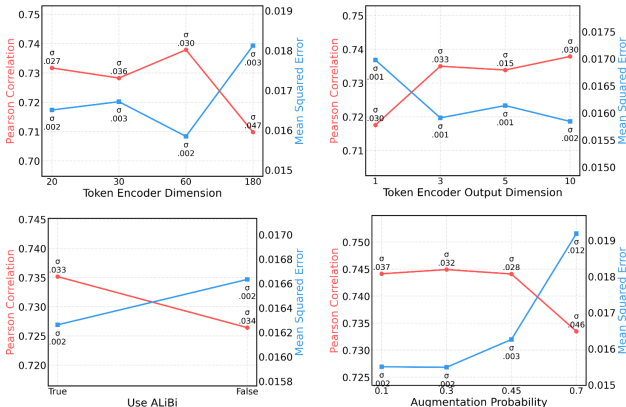 0.75
0.74
0.73
0.72
0.71
0.70
Pearson Correlation
σ
.027
σ
.036
σ
.030
σ
.047
σ
.002
σ
.003
σ
.002
σ
.003
0.019
0.018
0.017
0.016
0.015
Mean Squared Error
20 30 60 180
Token Encoder Dimension
0.75
0.74
0.73
0.72
0.71
Pearson Correlation
σ
.030
σ
.033
σ
.015
σ
.030
σ
.001
σ
.001
σ
.001
σ
.002
0.0175
0.0170
0.0165
0.0160
0.0155
0.0150
Mean Squared Error
1 3 5 10
Token Encoder Output Dimension
0.745
0.740
0.735
0.730
0.725
0.720
Pearson Correlation
σ
.033
σ
.034
σ
.002
σ
.002
0.0170
0.0168
0.0166
0.0164
0.0162
0.0160
0.0158
Mean Squared Error
True False
Use ALiBi
0.750
0.745
0.740
0.735
0.730
0.725
Pearson Correlation
σ
.037
σ
.032
σ
.028
σ
.046
σ
.002
σ
.002
σ
.003
σ
.012
0.019
0.018
0.017
0.016
0.015
Mean Squared Error
0.1 0.3 0.45 0.7
Augmentation Probability